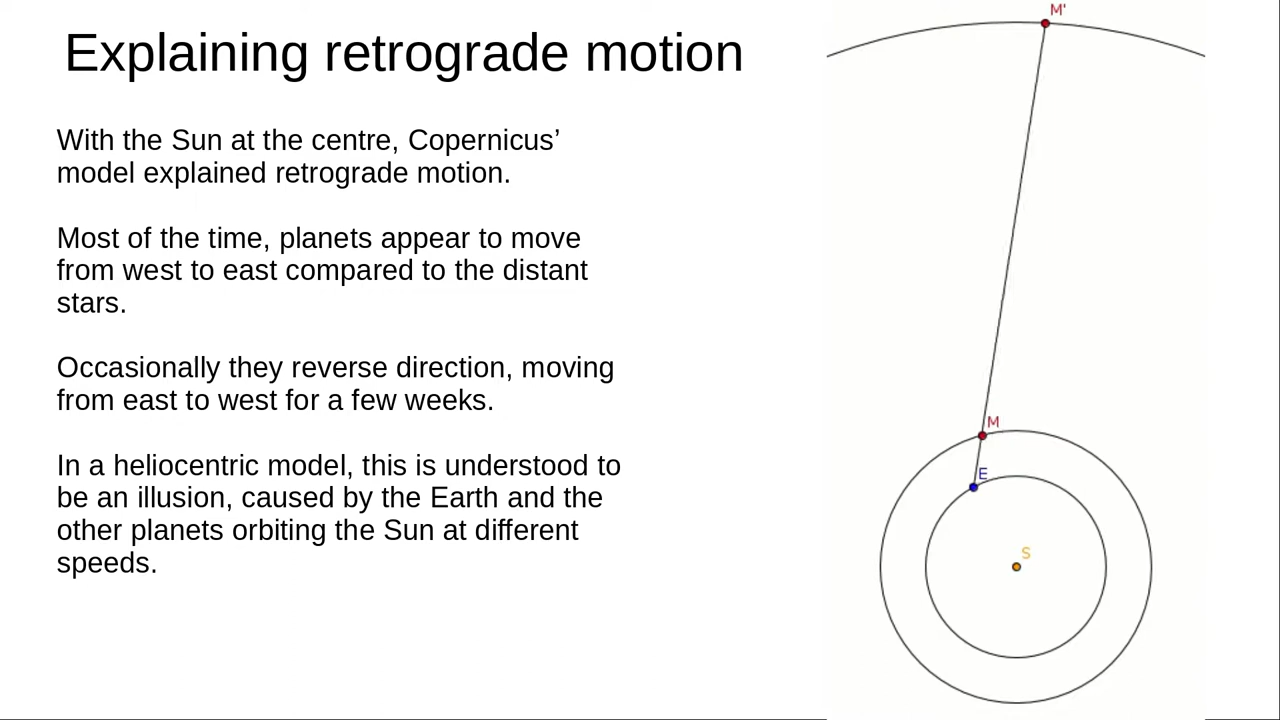 Explaining retrograde motion
With the Sun at the centre, Copernicus’
model explained retrograde motion.
Most of the time, planets appear to move
from west to east compared to the distant
stars.
Occasionally they reverse direction, moving
from east to west for a few weeks.
In a heliocentric model, this is understood to
be an illusion, caused by the Earth and the
other planets orbiting the Sun at different
speeds.
M'
M
E
S